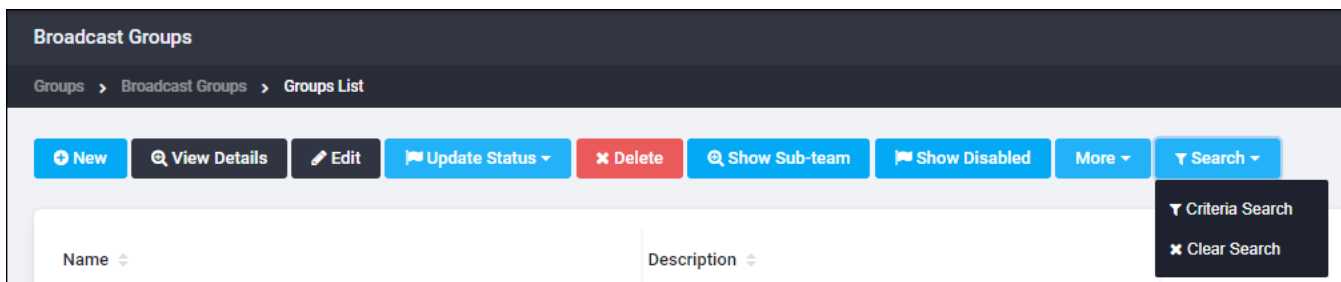 Broadcast Groups
Groups > Broadcast Groups > Groups List
New View Details Edit Update Status Delete Show Sub-team Show Disabled More Search
Criteria Search
Clear Search
Name Description